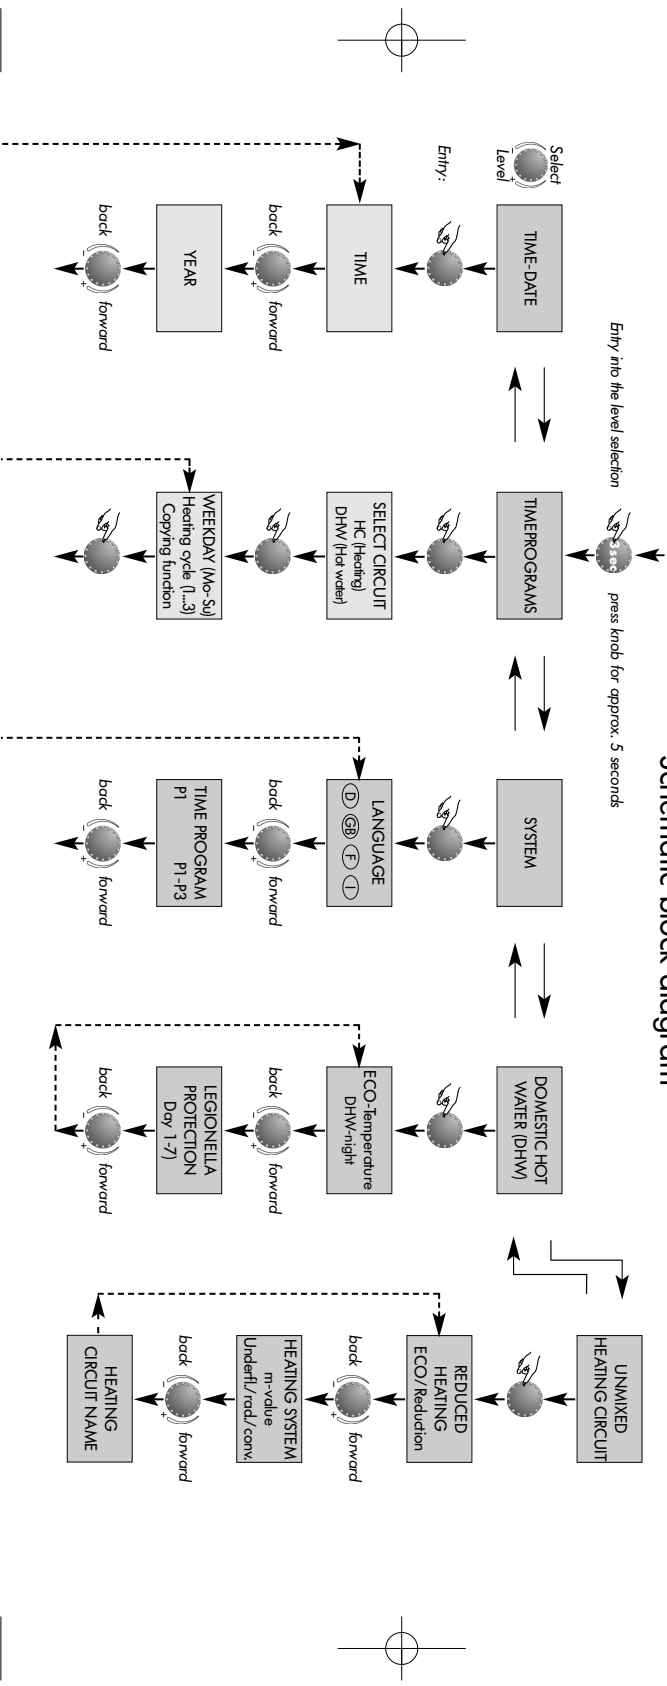 Schematic block diagram
Entry into the level selection
3sec
press knob for approx. 5 seconds
Select
Level
- +
Entry:
TIME-DATE
TIME
back forward
- +
YEAR
back forward
- +
TIMEPROGRAMS
SELECT CIRCUIT
HC (Heating)
DHW (Hot water)
WEEKDAY (Mo-Su)
Heating cycle (1...3)
Copying function
SYSTEM
LANGUAGE
D GB F I
back forward
- +
TIME PROGRAM
P1 P1-P3
back forward
- +
DOMESTIC HOT
WATER (DHW)
ECO-Temperature
DHW-night
back forward
- +
LEGIONELLA
PROTECTION
Day 1-7)
back forward
- +
UNMIXED
HEATING CIRCUIT
REDUCED
HEATING
ECO/Reduction
back forward
- +
HEATING SYSTEM
m-value
Underfl./rad./conv.
back forward
- +
HEATING
CIRCUIT NAME